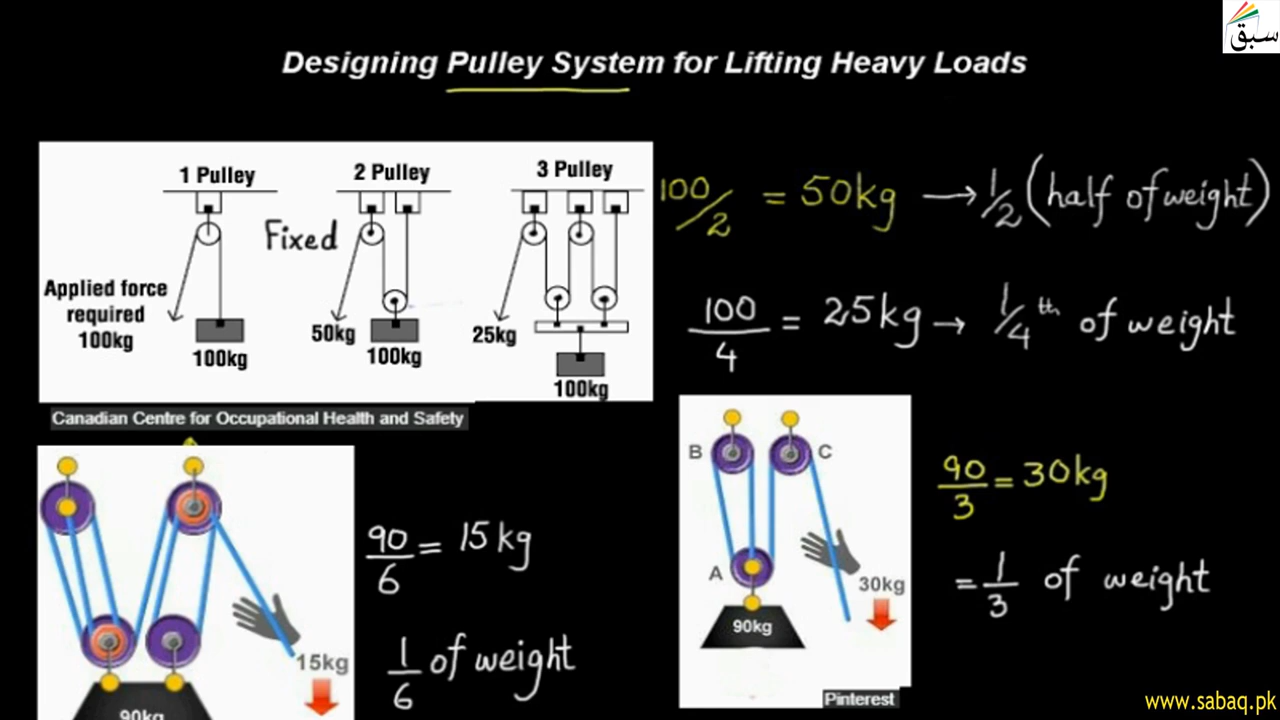 سبق
Designing Pulley System for Lifting Heavy Loads
1 Pulley
2 Pulley
3 Pulley
Fixed
Applied force
required
100kg
100kg
50kg
100kg
25kg
100kg
Canadian Centre for Occupational Health and Safety
100/2 = 50kg → 1/2 (half of weight)
100/4 = 25kg → 1/4 th of weight
15kg
90kg
90/6 = 15kg
1/6 of weight
B
C
A
30kg
90kg
Pinterest
90/3 = 30kg
= 1/3 of weight
www.sabaq.pk